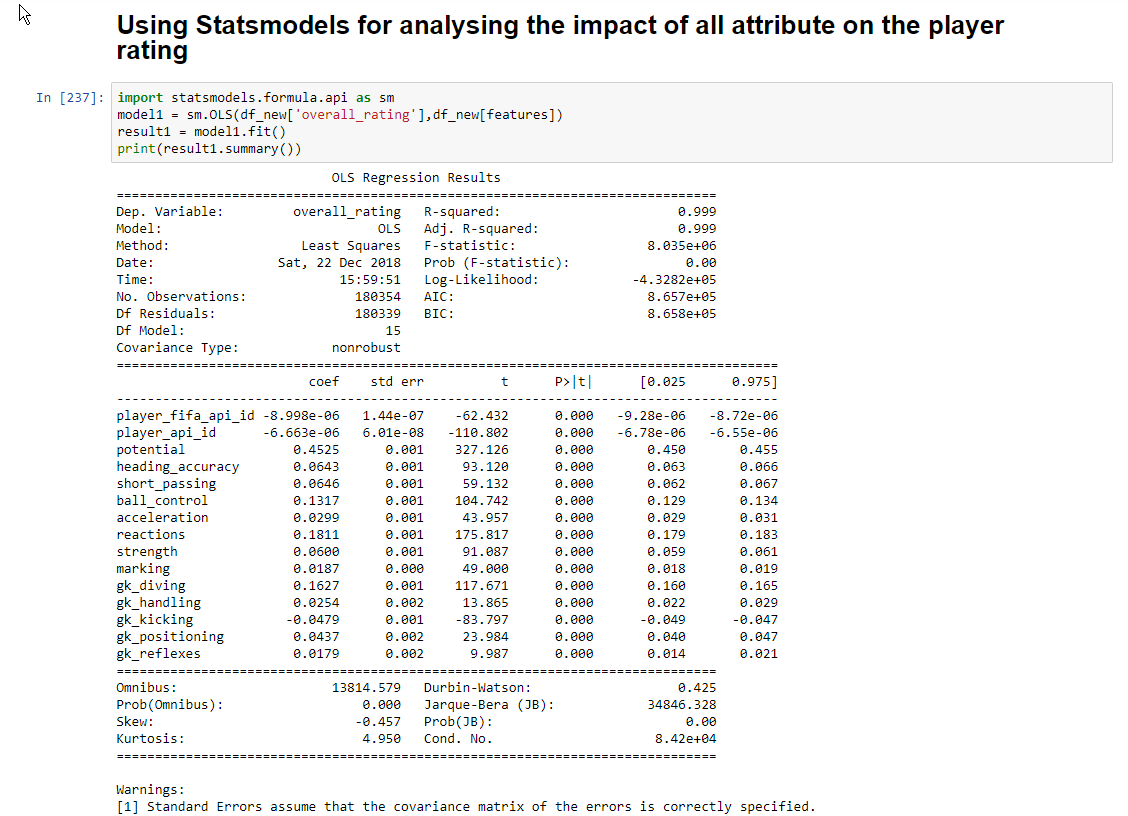 Using Statsmodels for analysing the impact of all attribute on the player
rating
In [237]: import statsmodels.formula.api as sm
model1 = sm.OLS(df_new['overall_rating'],df_new[features])
result1 = model1.fit()
print(result1.summary())
OLS Regression Results
==============================================================================
Dep. Variable: overall_rating R-squared: 0.999
Model: OLS Adj. R-squared: 0.999
Method: Least Squares F-statistic: 8.035e+06
Date: Sat, 22 Dec 2018 Prob (F-statistic): 0.00
Time: 15:59:51 Log-Likelihood: -4.3282e+05
No. Observations: 180354 AIC: 8.657e+05
Df Residuals: 180339 BIC: 8.658e+05
Df Model: 15
Covariance Type: nonrobust
======================================================================================
coef std err t P>|t| [0.025 0.975]
--------------------------------------------------------------------------------------
player_fifa_api_id -8.998e-06 1.44e-07 -62.432 0.000 -9.28e-06 -8.72e-06
player_api_id -6.663e-06 6.01e-08 -110.802 0.000 -6.78e-06 -6.55e-06
potential 0.4525 0.001 327.126 0.000 0.450 0.455
heading_accuracy 0.0643 0.001 93.120 0.000 0.063 0.066
short_passing 0.0646 0.001 59.132 0.000 0.062 0.067
ball_control 0.1317 0.001 104.742 0.000 0.129 0.134
acceleration 0.0299 0.001 43.957 0.000 0.029 0.031
reactions 0.1811 0.001 175.817 0.000 0.179 0.183
strength 0.0600 0.001 91.087 0.000 0.059 0.061
marking 0.0187 0.000 49.000 0.000 0.018 0.019
gk_diving 0.1627 0.001 117.671 0.000 0.160 0.165
gk_handling 0.0254 0.002 13.865 0.000 0.022 0.029
gk_kicking -0.0479 0.001 -83.797 0.000 -0.049 -0.047
gk_positioning 0.0437 0.002 23.984 0.000 0.040 0.047
gk_reflexes 0.0179 0.002 9.987 0.000 0.014 0.021
==============================================================================
Omnibus: 13814.579 Durbin-Watson: 0.425
Prob(Omnibus): 0.000 Jarque-Bera (JB): 34846.328
Skew: -0.457 Prob(JB): 0.00
Kurtosis: 4.950 Cond. No. 8.42e+04
==============================================================================
Warnings:
[1] Standard Errors assume that the covariance matrix of the errors is correctly specified.